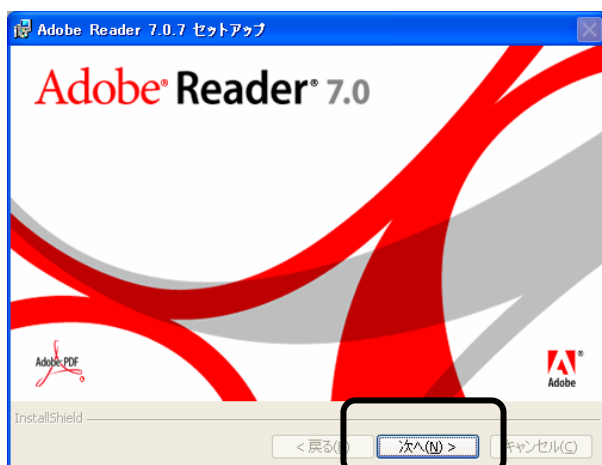 Adobe Reader 7.0.7 セットアップ
Adobe® Reader® 7.0
Adobe PDF
Adobe
InstallShield
< 戻る(B) 次へ(N) > キャンセル(C)